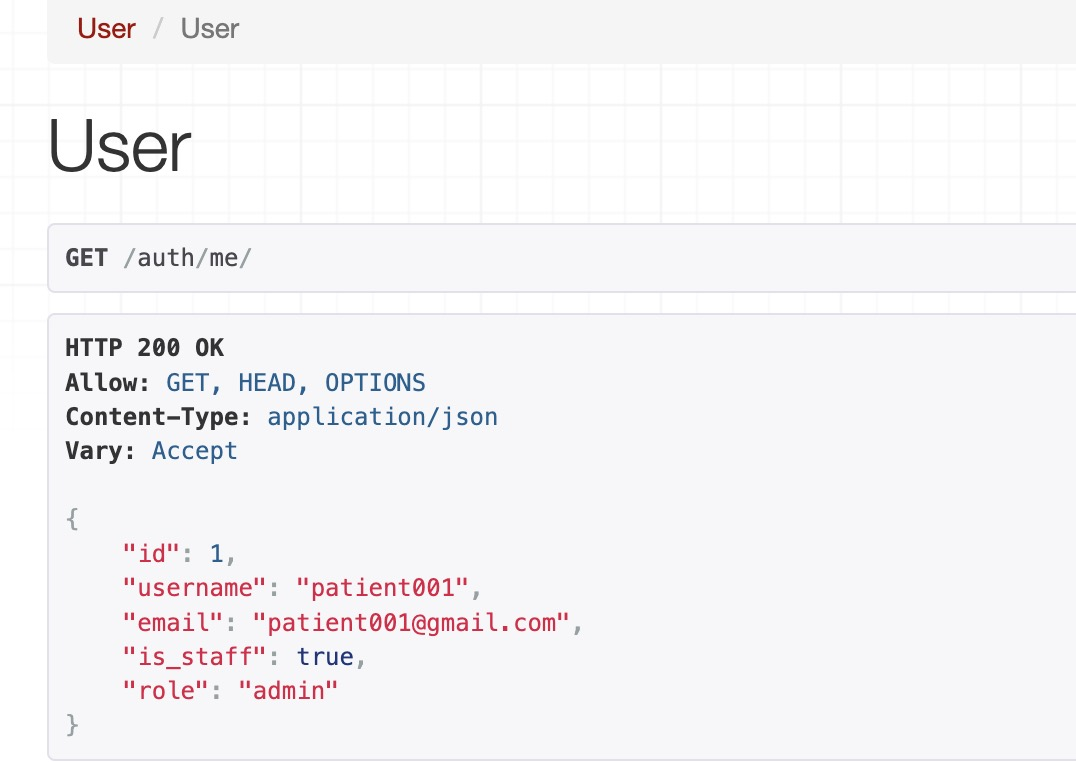 User / User
User
GET /auth/me/
HTTP 200 OK
Allow: GET, HEAD, OPTIONS
Content-Type: application/json
Vary: Accept
{
    "id": 1,
    "username": "patient001",
    "email": "patient001@gmail.com",
    "is_staff": true,
    "role": "admin"
}